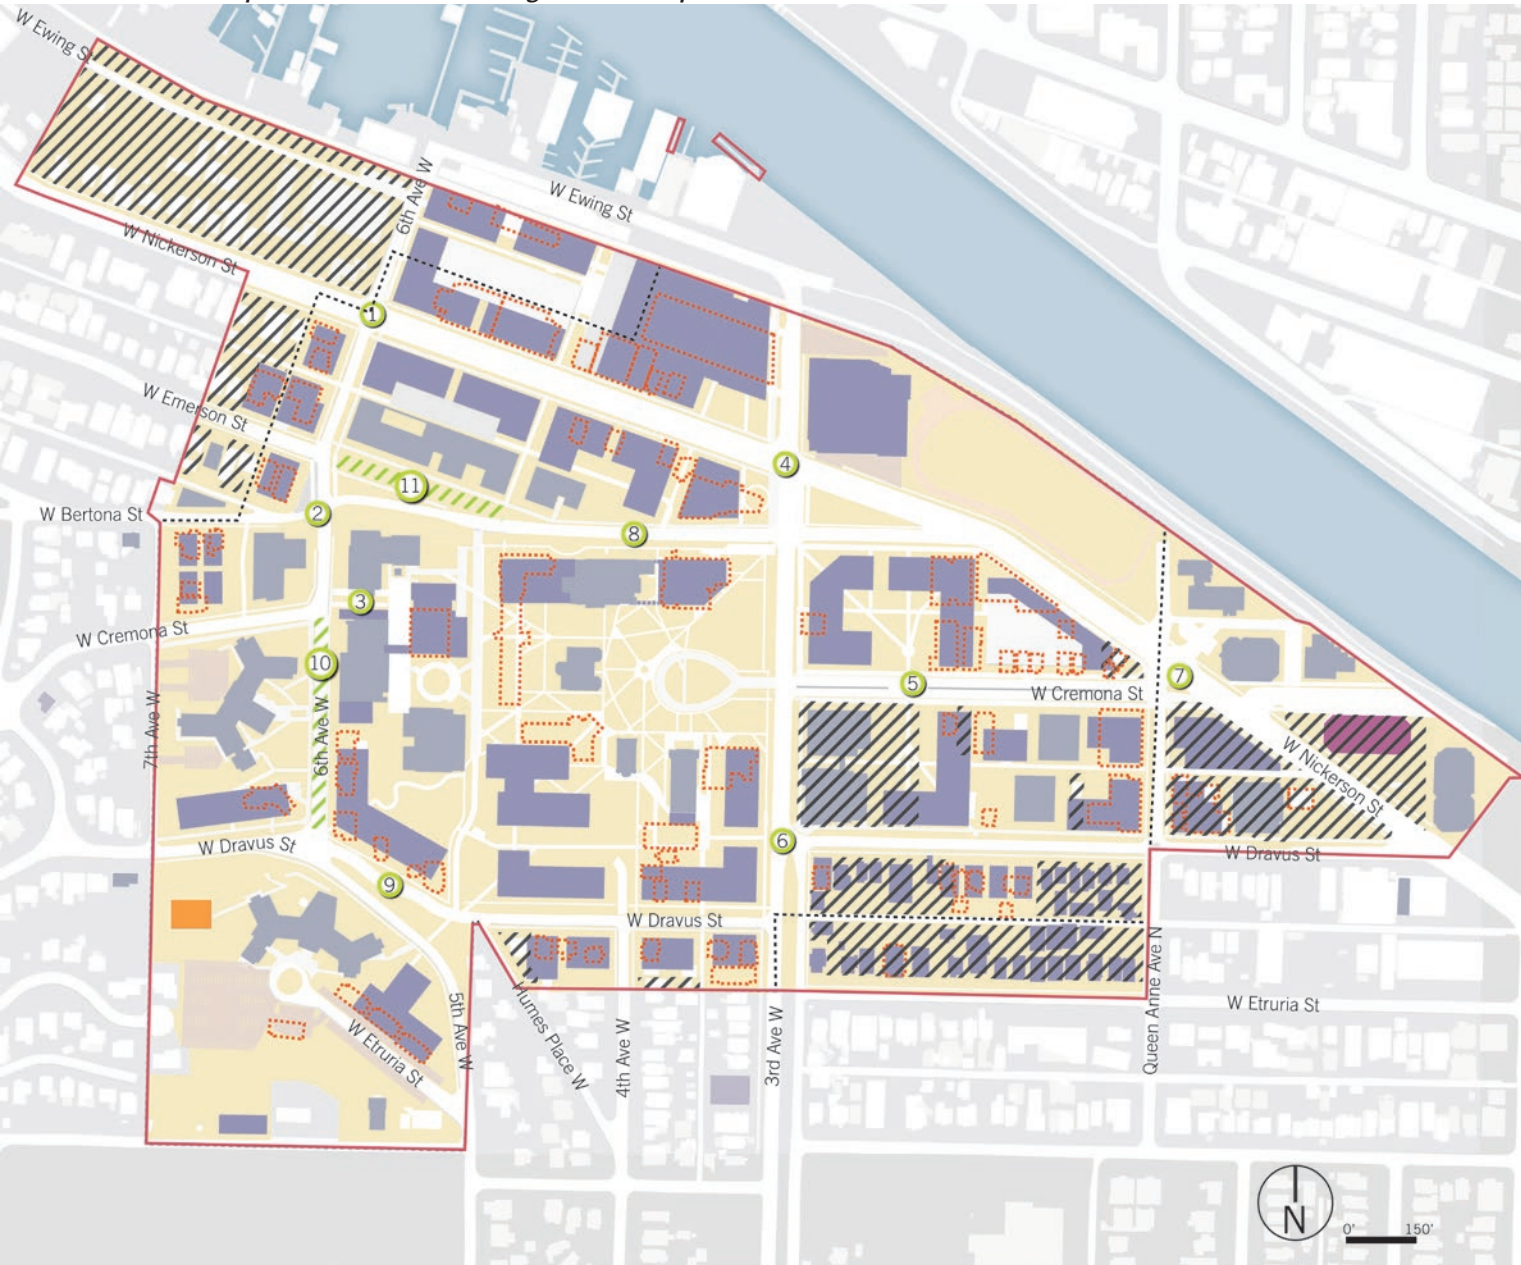 W Ewing St
6th Ave W
W Ewing St
W Nickerson St
1
W Emerson St
4
11
W Bertona St
2
8
3
W Cremona St
10
5
W Cremona St
7
7th Ave W
6th Ave W
W Nickerson St
W Dravus St
6
W Dravus St
9
W Dravus St
Queen Anne Ave N
5th Ave W
W Etruria St
Humes Place W
4th Ave W
3rd Ave W
W Etruria St
N
0'
150'